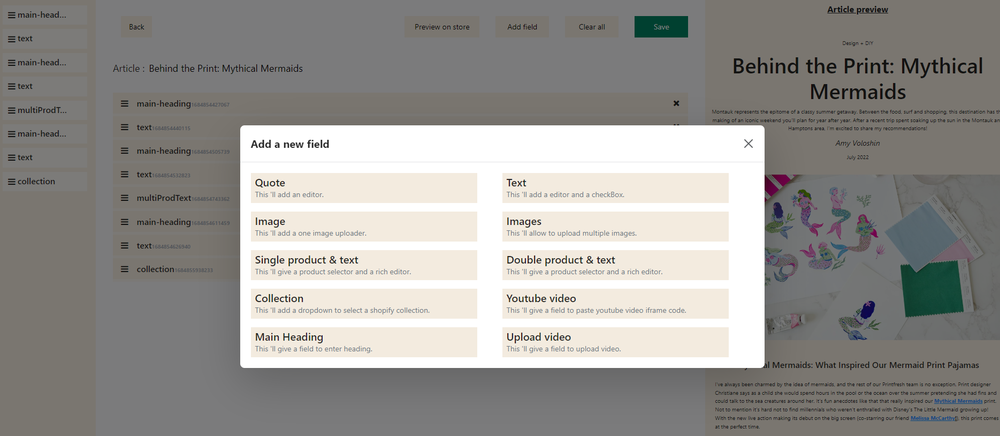 main-head...
text
main-head...
text
multiProdT...
main-head...
text
collection
Back
Preview on store
Add field
Clear all
Save
Article : Behind the Print: Mythical Mermaids
main-heading
text
main-heading
text
multiProdText
main-heading
text
collection
Add a new field
Quote
This 'll add an editor.
Text
This 'll add a editor and a checkBox.
Image
This 'll add a one image uploader.
Images
This 'll allow to upload multiple images.
Single product & text
This 'll give a product selector and a rich editor.
Double product & text
This 'll give a product selector and a rich editor.
Collection
This 'll add a dropdown to select a shopify collection.
Youtube video
This 'll give a field to paste youtube video iframe code.
Main Heading
This 'll give a field to enter heading.
Upload video
This 'll give a field to upload video.
Article preview
Design + DIY
Behind the Print: Mythical
Mermaids
Montauk represents the epitome of a classy summer getaway. Between the food, surf and shopping, this destination has
making of an iconic weekend you'll plan for year after year. After a recent trip spent soaking up the sun in the Montauk
Hamptons area, I'm excited to share my recommendations!
Amy Voloshin
July 2022
al Mermaids: What Inspired Our Mermaid Print Pajamas
I've always been charmed by the idea of mermaids, and the rest of our Printfresh team is no exception. Print designer
Christiane says as a child she would spend hours in the pool or the ocean over the summer pretending she had fins and
could talk to the sea creatures around her. It's fun anecdotes like that that really inspired our Mythical Mermaids print.
Not to mention it's hard not to find millennials who weren't enthralled with Disney's The Little Mermaid growing up!
With the new live action making its debut on the big screen (co-starring our friend Melissa McCarthy), this print comes
at the perfect time.